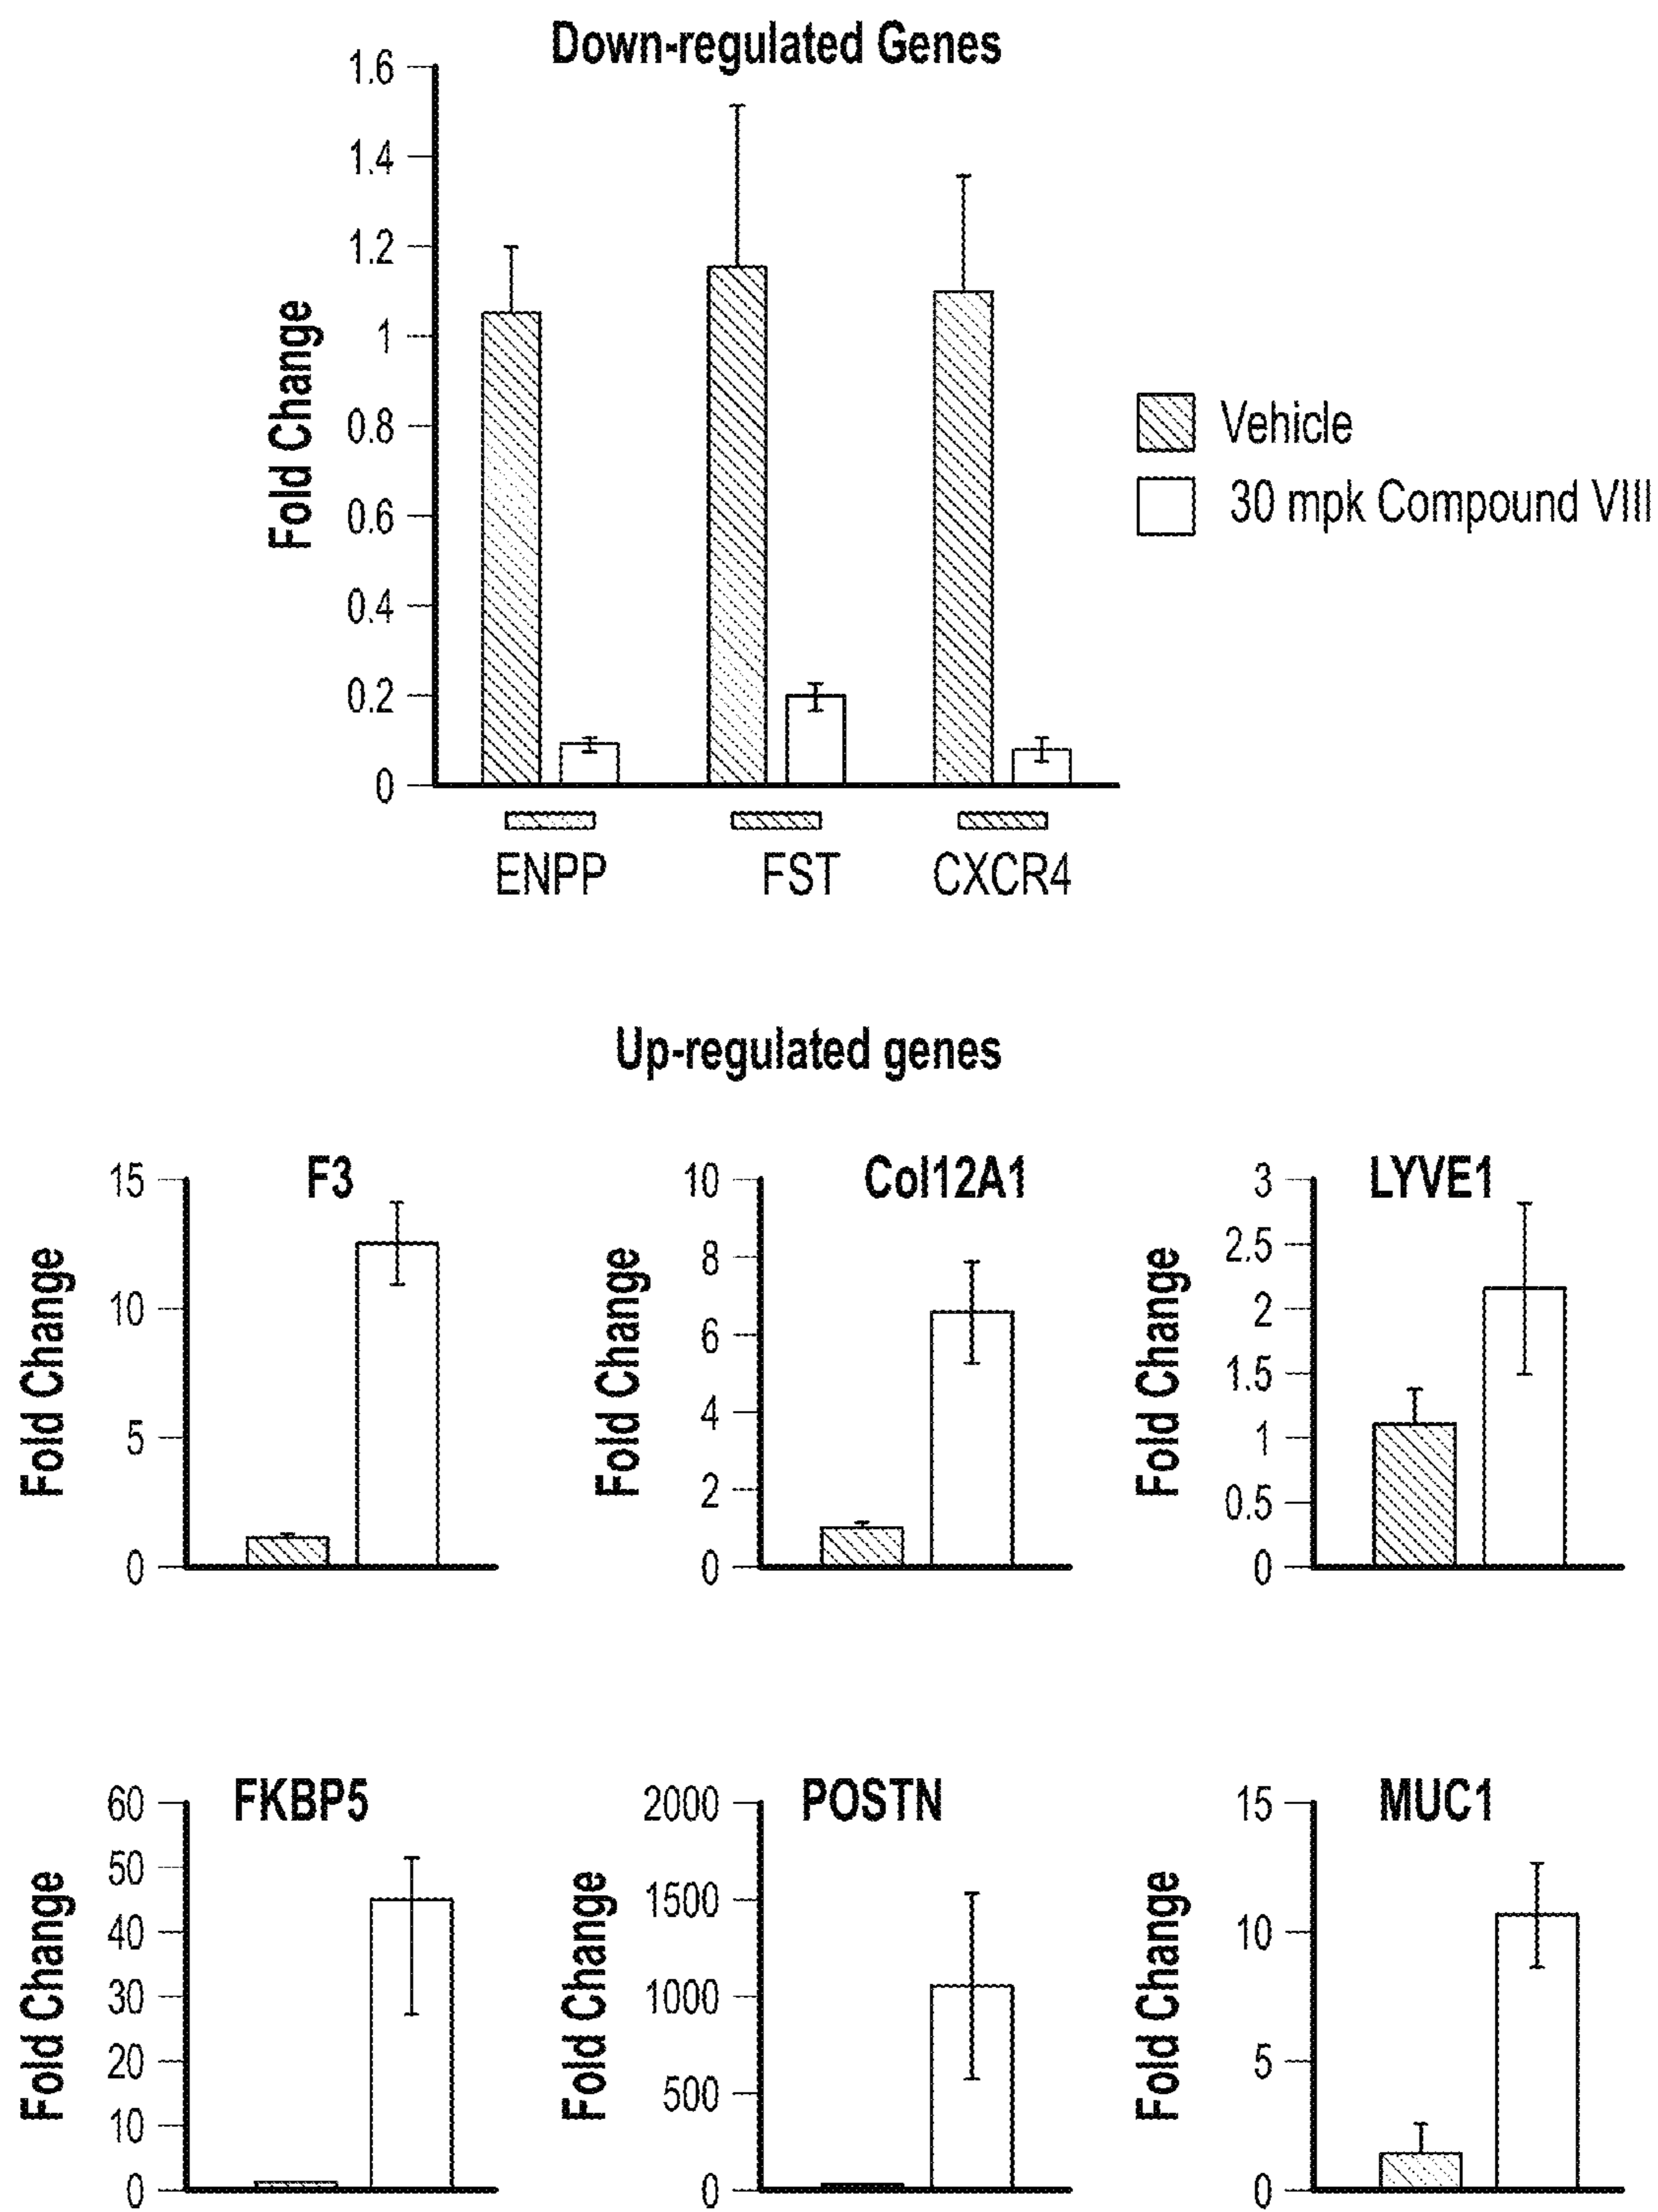 Down-regulated Genes
Fold Change
1.6
1.4
1.2
1
0.8
0.6
0.4
0.2
0
ENPP FST CXCR4
Vehicle
30 mpk Compound VIII
Up-regulated genes
F3
Fold Change
15
10
5
0
Col12A1
Fold Change
10
8
6
4
2
0
LYVE1
Fold Change
3
2.5
2
1.5
1
0.5
0
FKBP5
Fold Change
60
50
40
30
20
10
0
POSTN
Fold Change
2000
1500
1000
500
0
MUC1
Fold Change
15
10
5
0